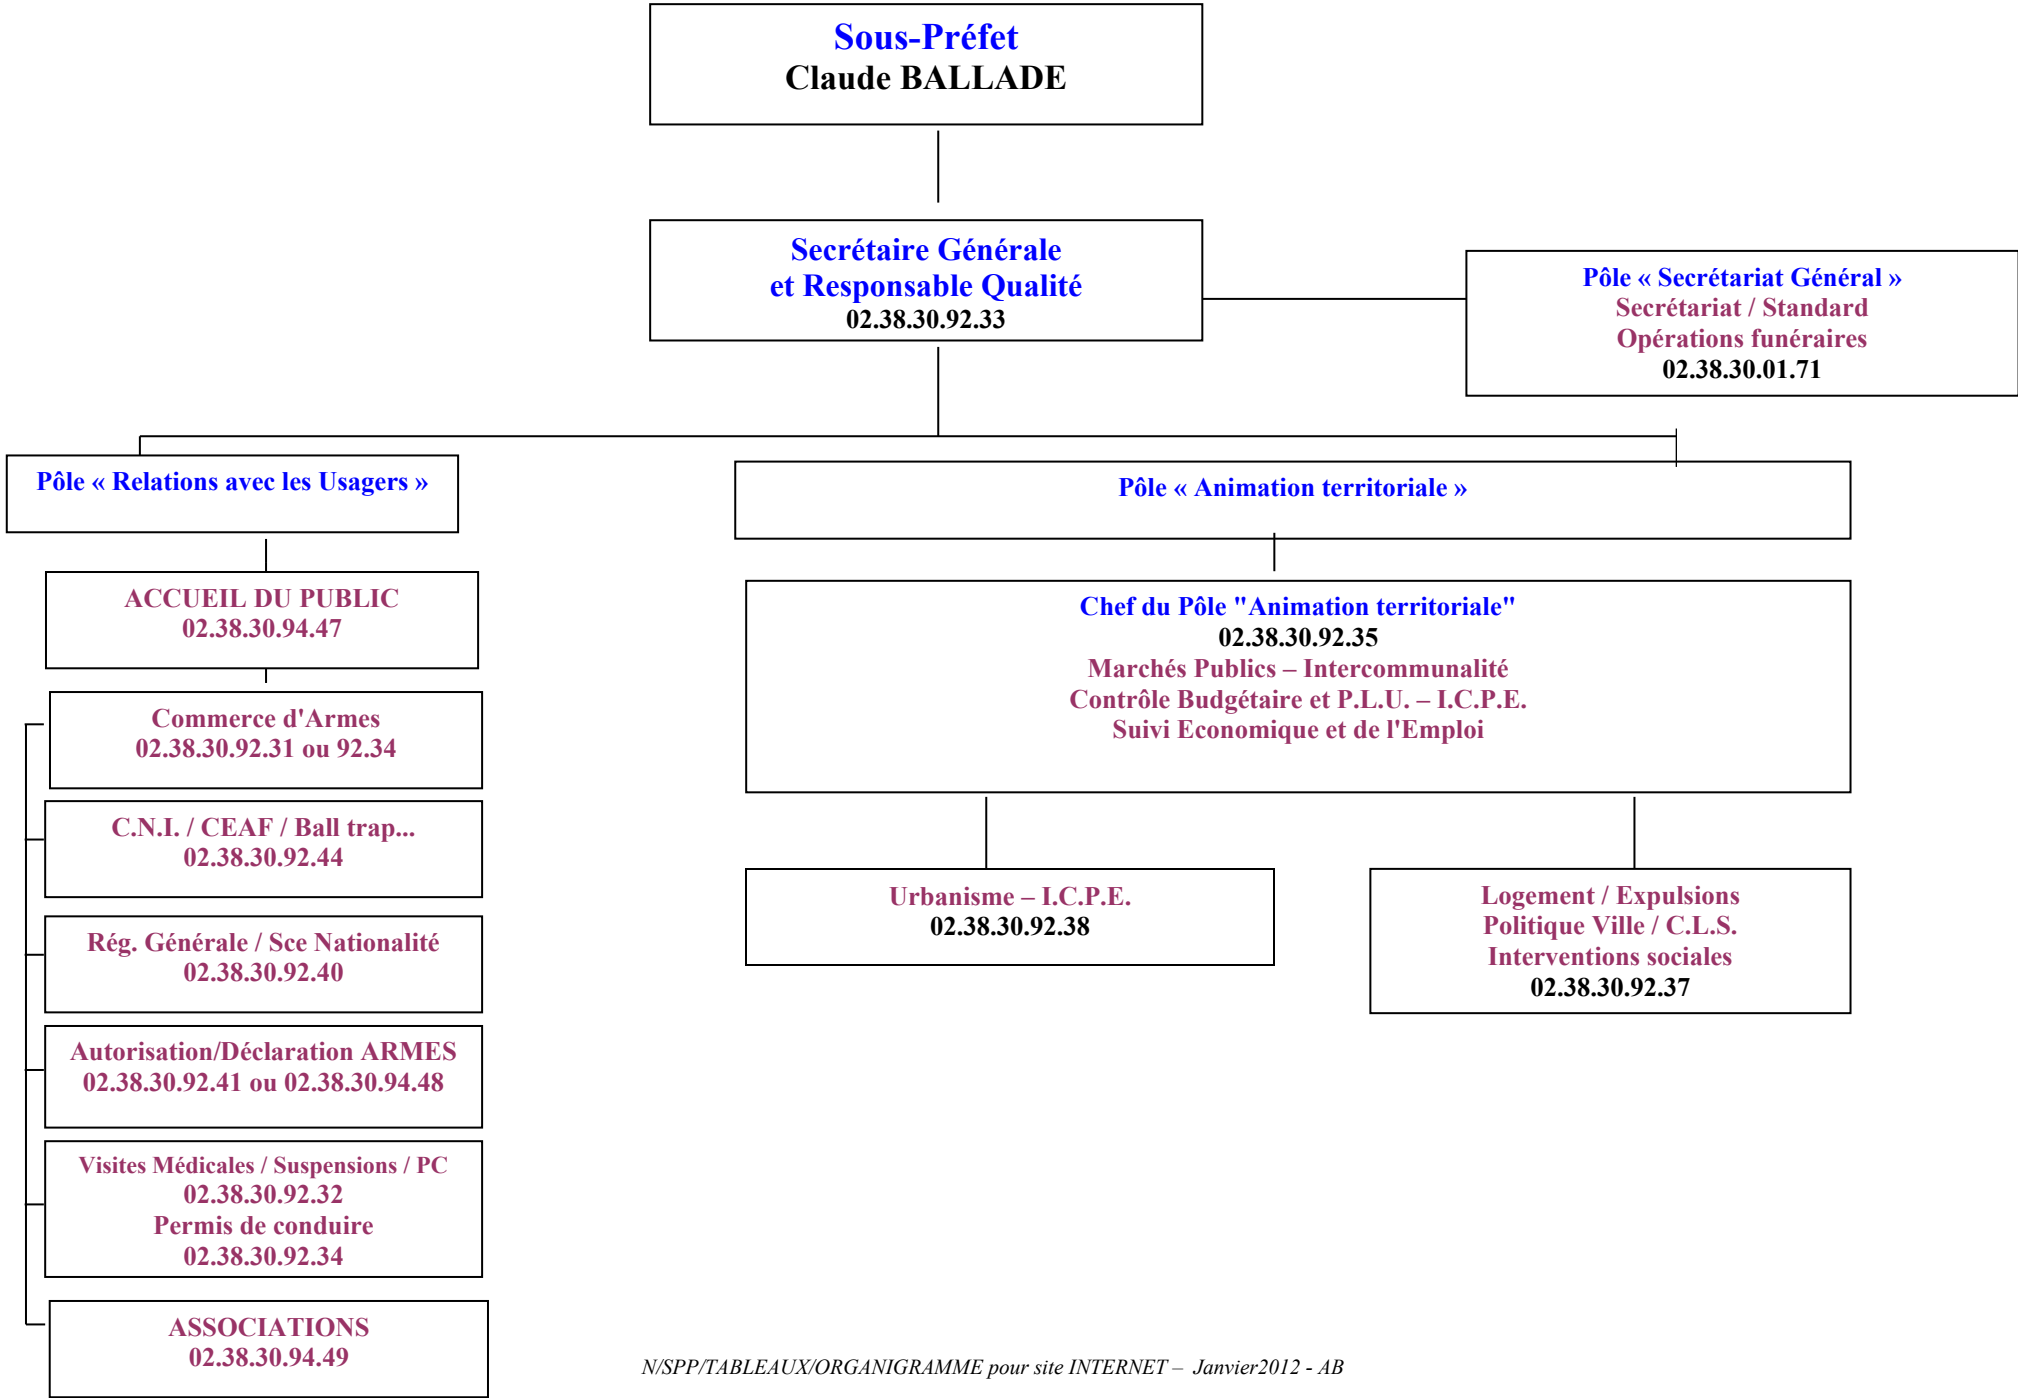 Sous-Préfet
Claude BALLADE
Secrétaire Générale
et Responsable Qualité
02.38.30.92.33
Pôle « Secrétariat Général »
Secrétariat / Standard
Opérations funéraires
02.38.30.01.71
Pôle « Relations avec les Usagers »
ACCUEIL DU PUBLIC
02.38.30.94.47
Commerce d'Armes
02.38.30.92.31 ou 92.34
C.N.I. / CEAF / Ball trap...
02.38.30.92.44
Rég. Générale / Sce Nationalité
02.38.30.92.40
Autorisation/Déclaration ARMES
02.38.30.92.41 ou 02.38.30.94.48
Visites Médicales / Suspensions / PC
02.38.30.92.32
Permis de conduire
02.38.30.92.34
ASSOCIATIONS
02.38.30.94.49
Pôle « Animation territoriale »
Chef du Pôle "Animation territoriale"
02.38.30.92.35
Marchés Publics – Intercommunalité
Contrôle Budgétaire et P.L.U. – I.C.P.E.
Suivi Economique et de l'Emploi
Urbanisme – I.C.P.E.
02.38.30.92.38
Logement / Expulsions
Politique Ville / C.L.S.
Interventions sociales
02.38.30.92.37
N/SPP/TABLEAUX/ORGANIGRAMME pour site INTERNET – Janvier2012 - AB